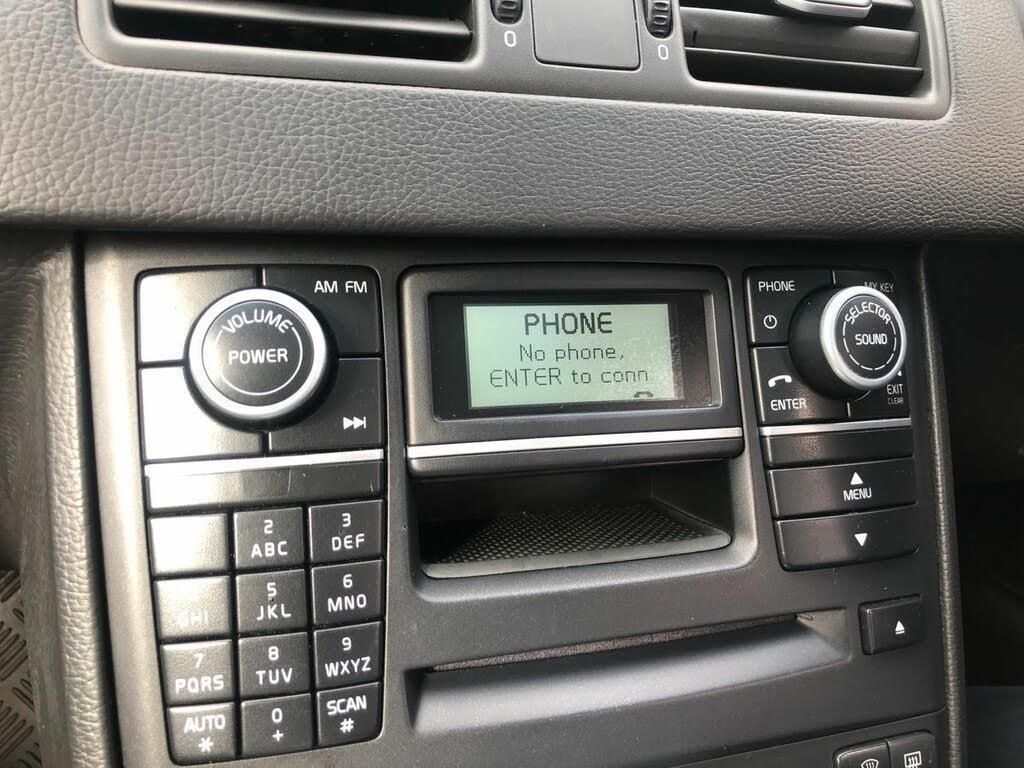 0
0
AM FM
VOLUME
POWER
PHONE
No phone,
ENTER to conn
PHONE
MY KEY
SELECTOR
SOUND
ENTER
EXIT
CLEAR
MENU
2
ABC
3
DEF
GHI
5
JKL
6
MNO
7
PQRS
8
TUV
9
WXYZ
AUTO
*
0
+
SCAN
#